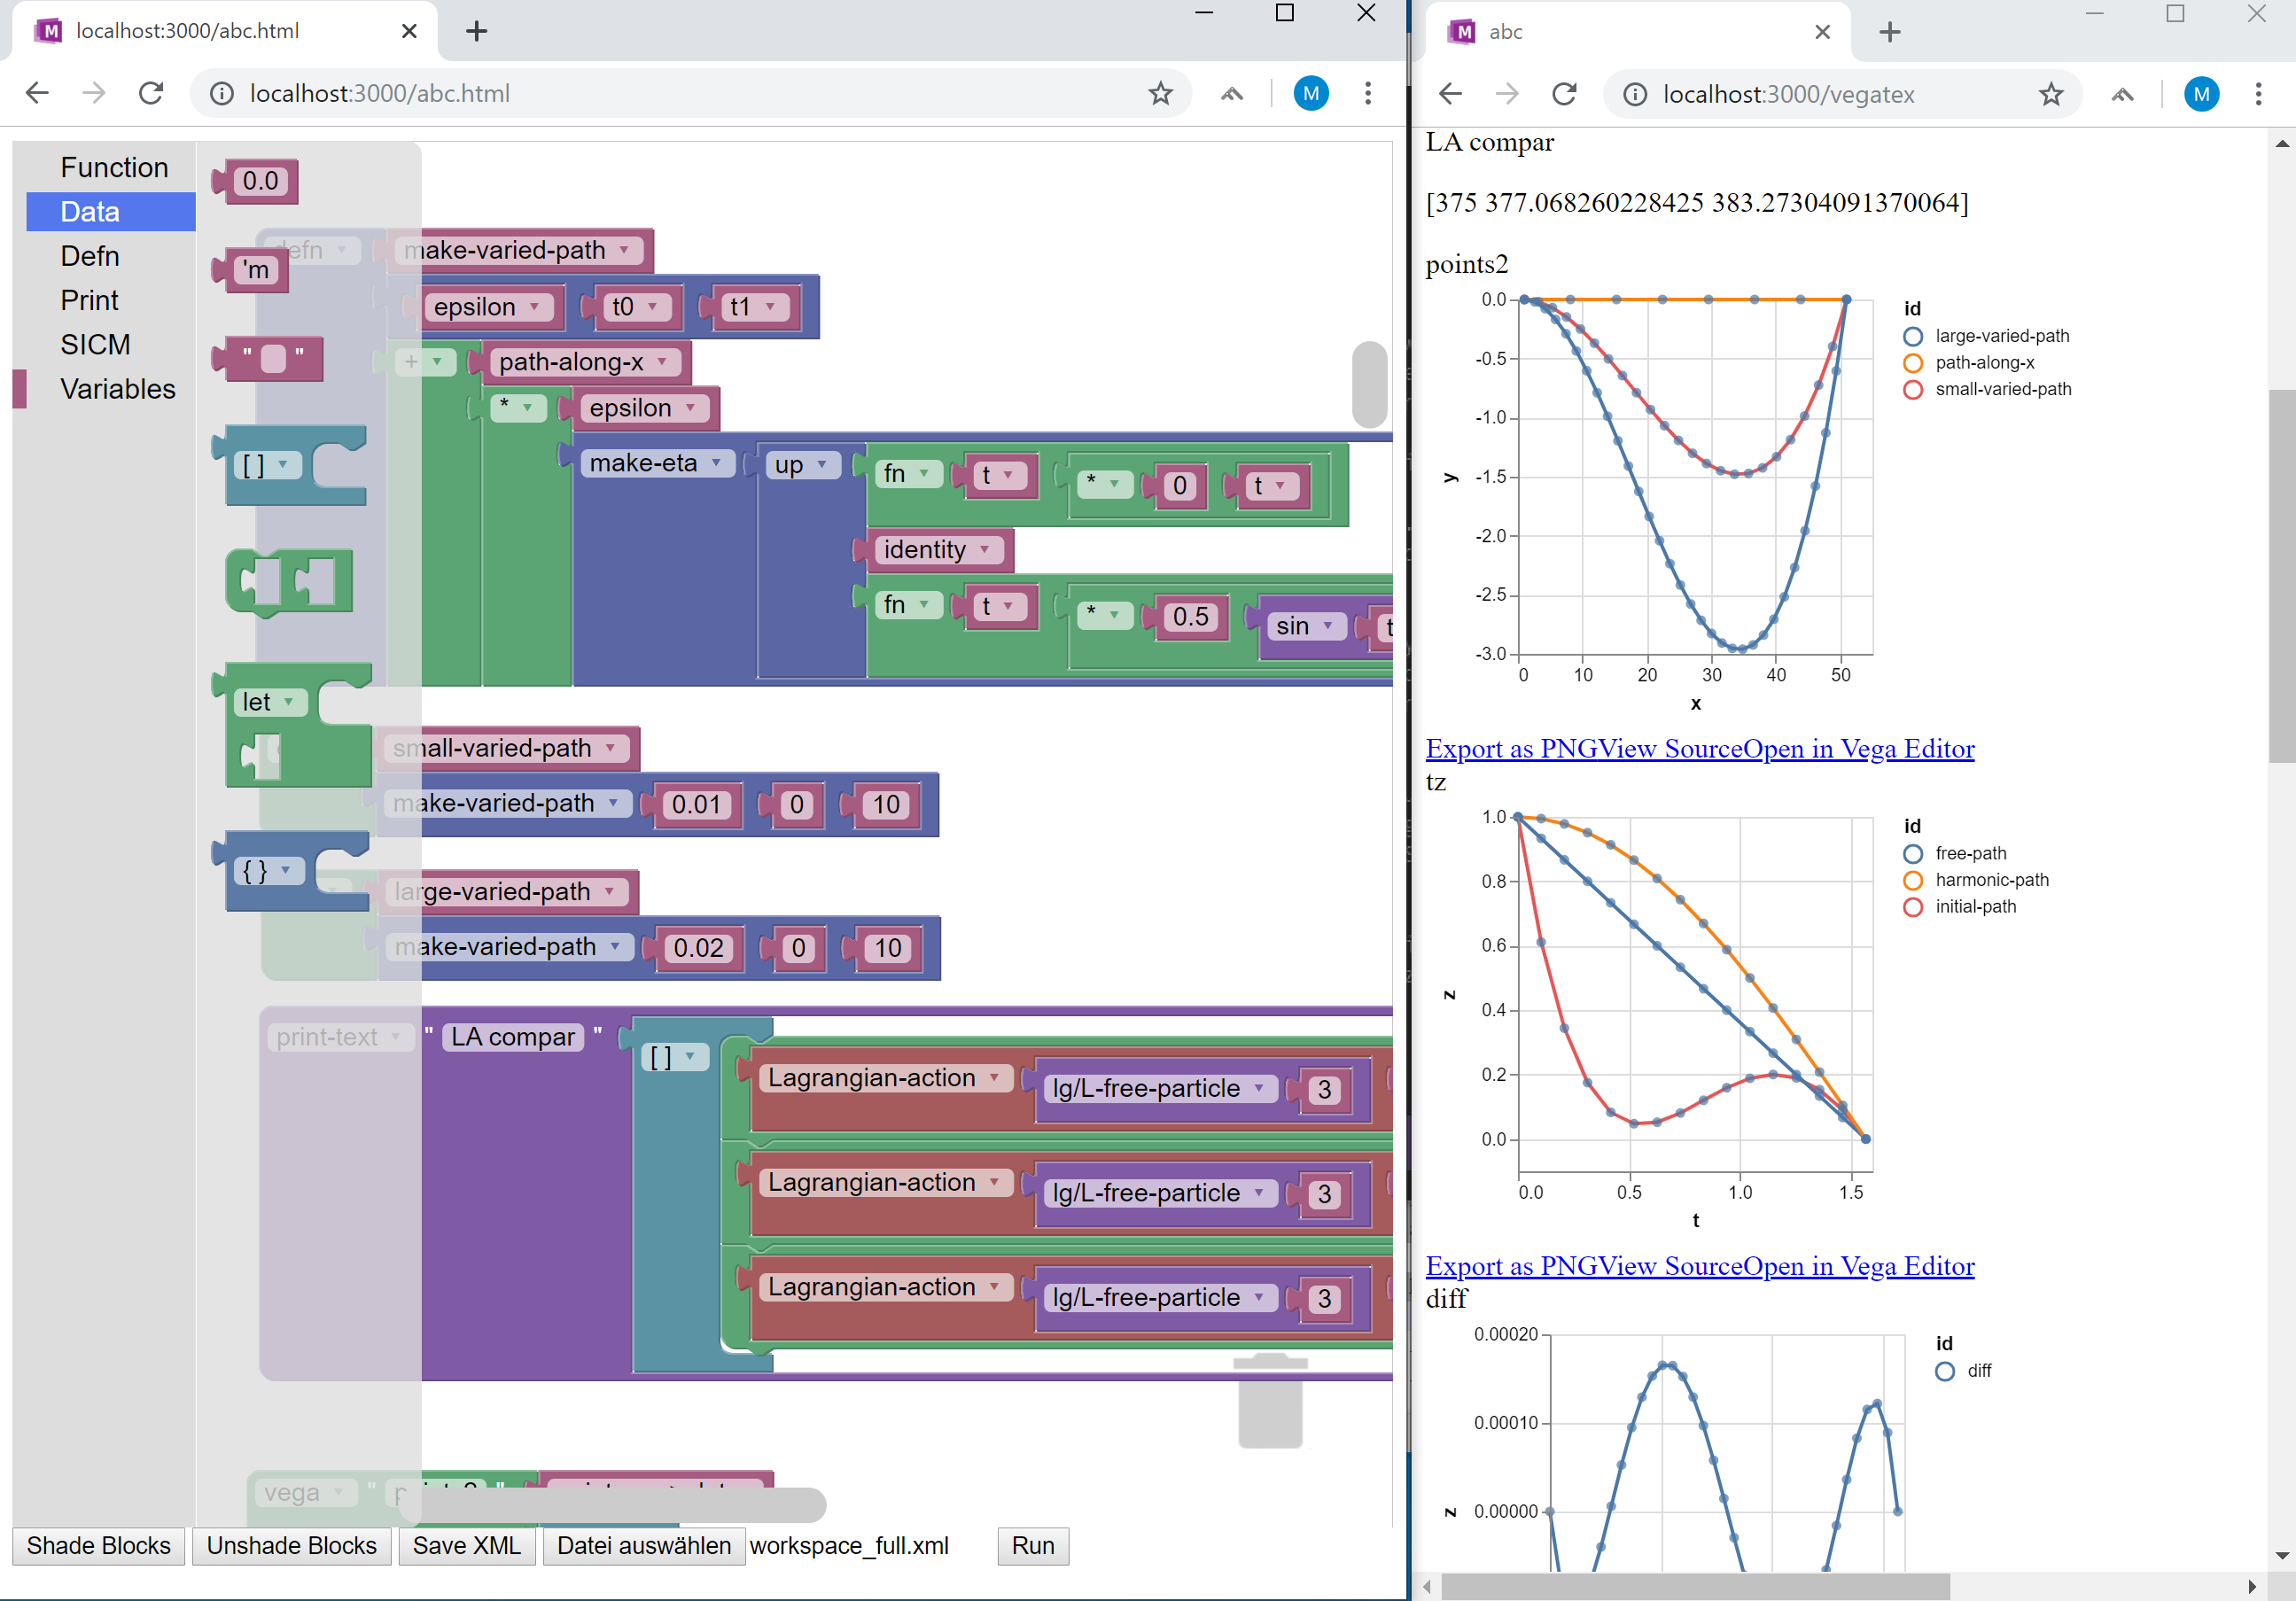 localhost:3000/abc.html
localhost:3000/abc.html
M
Function
Data
Defn
Print
SICM
Variables
0.0
'm
" "
[ ]
let
{ }
defn make-varied-path
epsilon t0 t1
+ path-along-x
* epsilon
make-eta up fn t * 0 t
identity
fn t * 0.5 sin t
small-varied-path
make-varied-path 0.01 0 10
large-varied-path
make-varied-path 0.02 0 10
print-text " LA compar " [ ]
Lagrangian-action lg/L-free-particle 3
Lagrangian-action lg/L-free-particle 3
Lagrangian-action lg/L-free-particle 3
vega "
Shade Blocks Unshade Blocks Save XML Datei auswählen workspace_full.xml Run
abc
localhost:3000/vegatex
M
LA compar
[375 377.068260228425 383.27304091370064]
points2
0.0
-0.5
-1.0
-1.5
-2.0
-2.5
-3.0
y
0 10 20 30 40 50
x
id
large-varied-path
path-along-x
small-varied-path
Export as PNGView SourceOpen in Vega Editor
tz
1.0
0.8
0.6
0.4
0.2
0.0
z
0.0 0.5 1.0 1.5
t
id
free-path
harmonic-path
initial-path
Export as PNGView SourceOpen in Vega Editor
diff
0.00020
0.00010
0.00000
z
id
diff